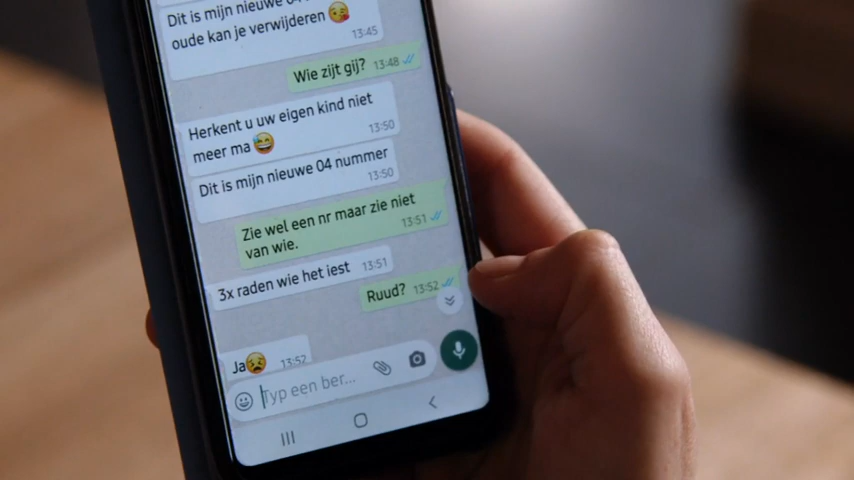 Dit is mijn nieuwe 04
oude kan je verwijderen 😘
13:45
Wie zijt gij? 13:48
Herkent u uw eigen kind niet
meer ma 😅
13:50
Dit is mijn nieuwe 04 nummer
13:50
Zie wel een nr maar zie niet
van wie.
13:51
3x raden wie het iest 13:51
Ruud? 13:52
Ja😫 13:52
Typ een ber...